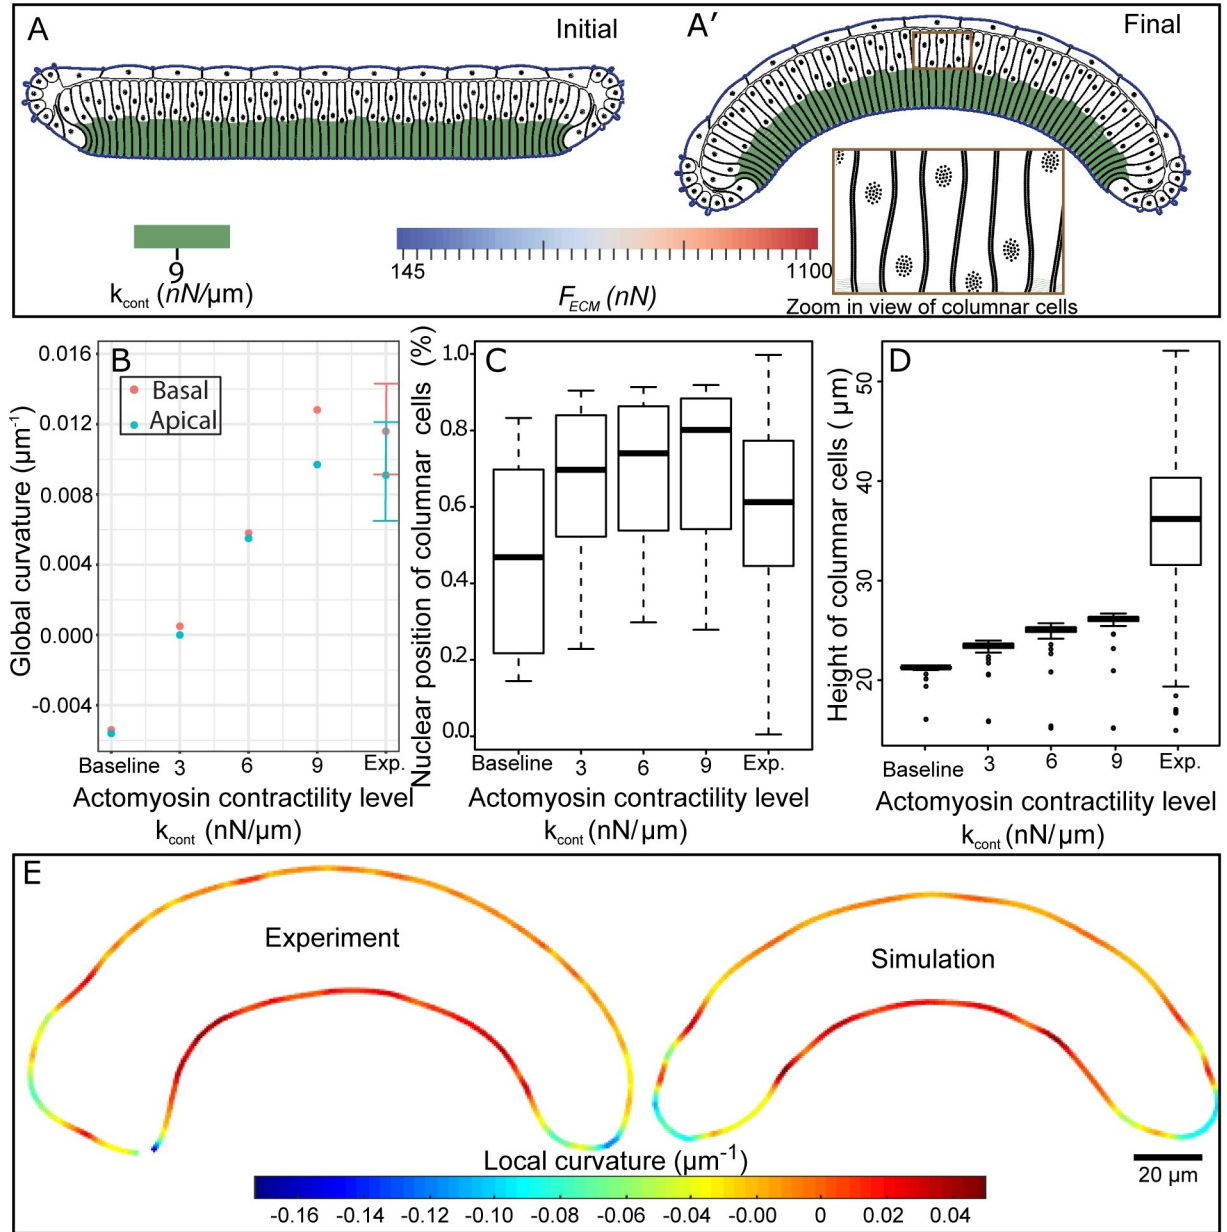 A
Initial
A′
Final
9
k_cont (nN/µm)
145
1100
F_ECM (nN)
Zoom in view of columnar cells
B
Basal
Apical
Global curvature (µm⁻¹)
0.016
0.012
0.008
0.004
0.000
-0.004
Baseline 3 6 9 Exp.
Actomyosin contractility level
k_cont (nN/µm)
C
Nuclear position of columnar cells (%)
1.0
0.8
0.6
0.4
0.2
0.0
Baseline 3 6 9 Exp.
Actomyosin contractility level
k_cont (nN/µm)
D
Height of columnar cells ( µm)
50
40
30
20
Baseline 3 6 9 Exp.
Actomyosin contractility level
k_cont (nN/µm)
E
Experiment
Simulation
Local curvature (µm⁻¹)
20 µm
-0.16 -0.14 -0.12 -0.10 -0.08 -0.06 -0.04 -0.00 0 0.02 0.04